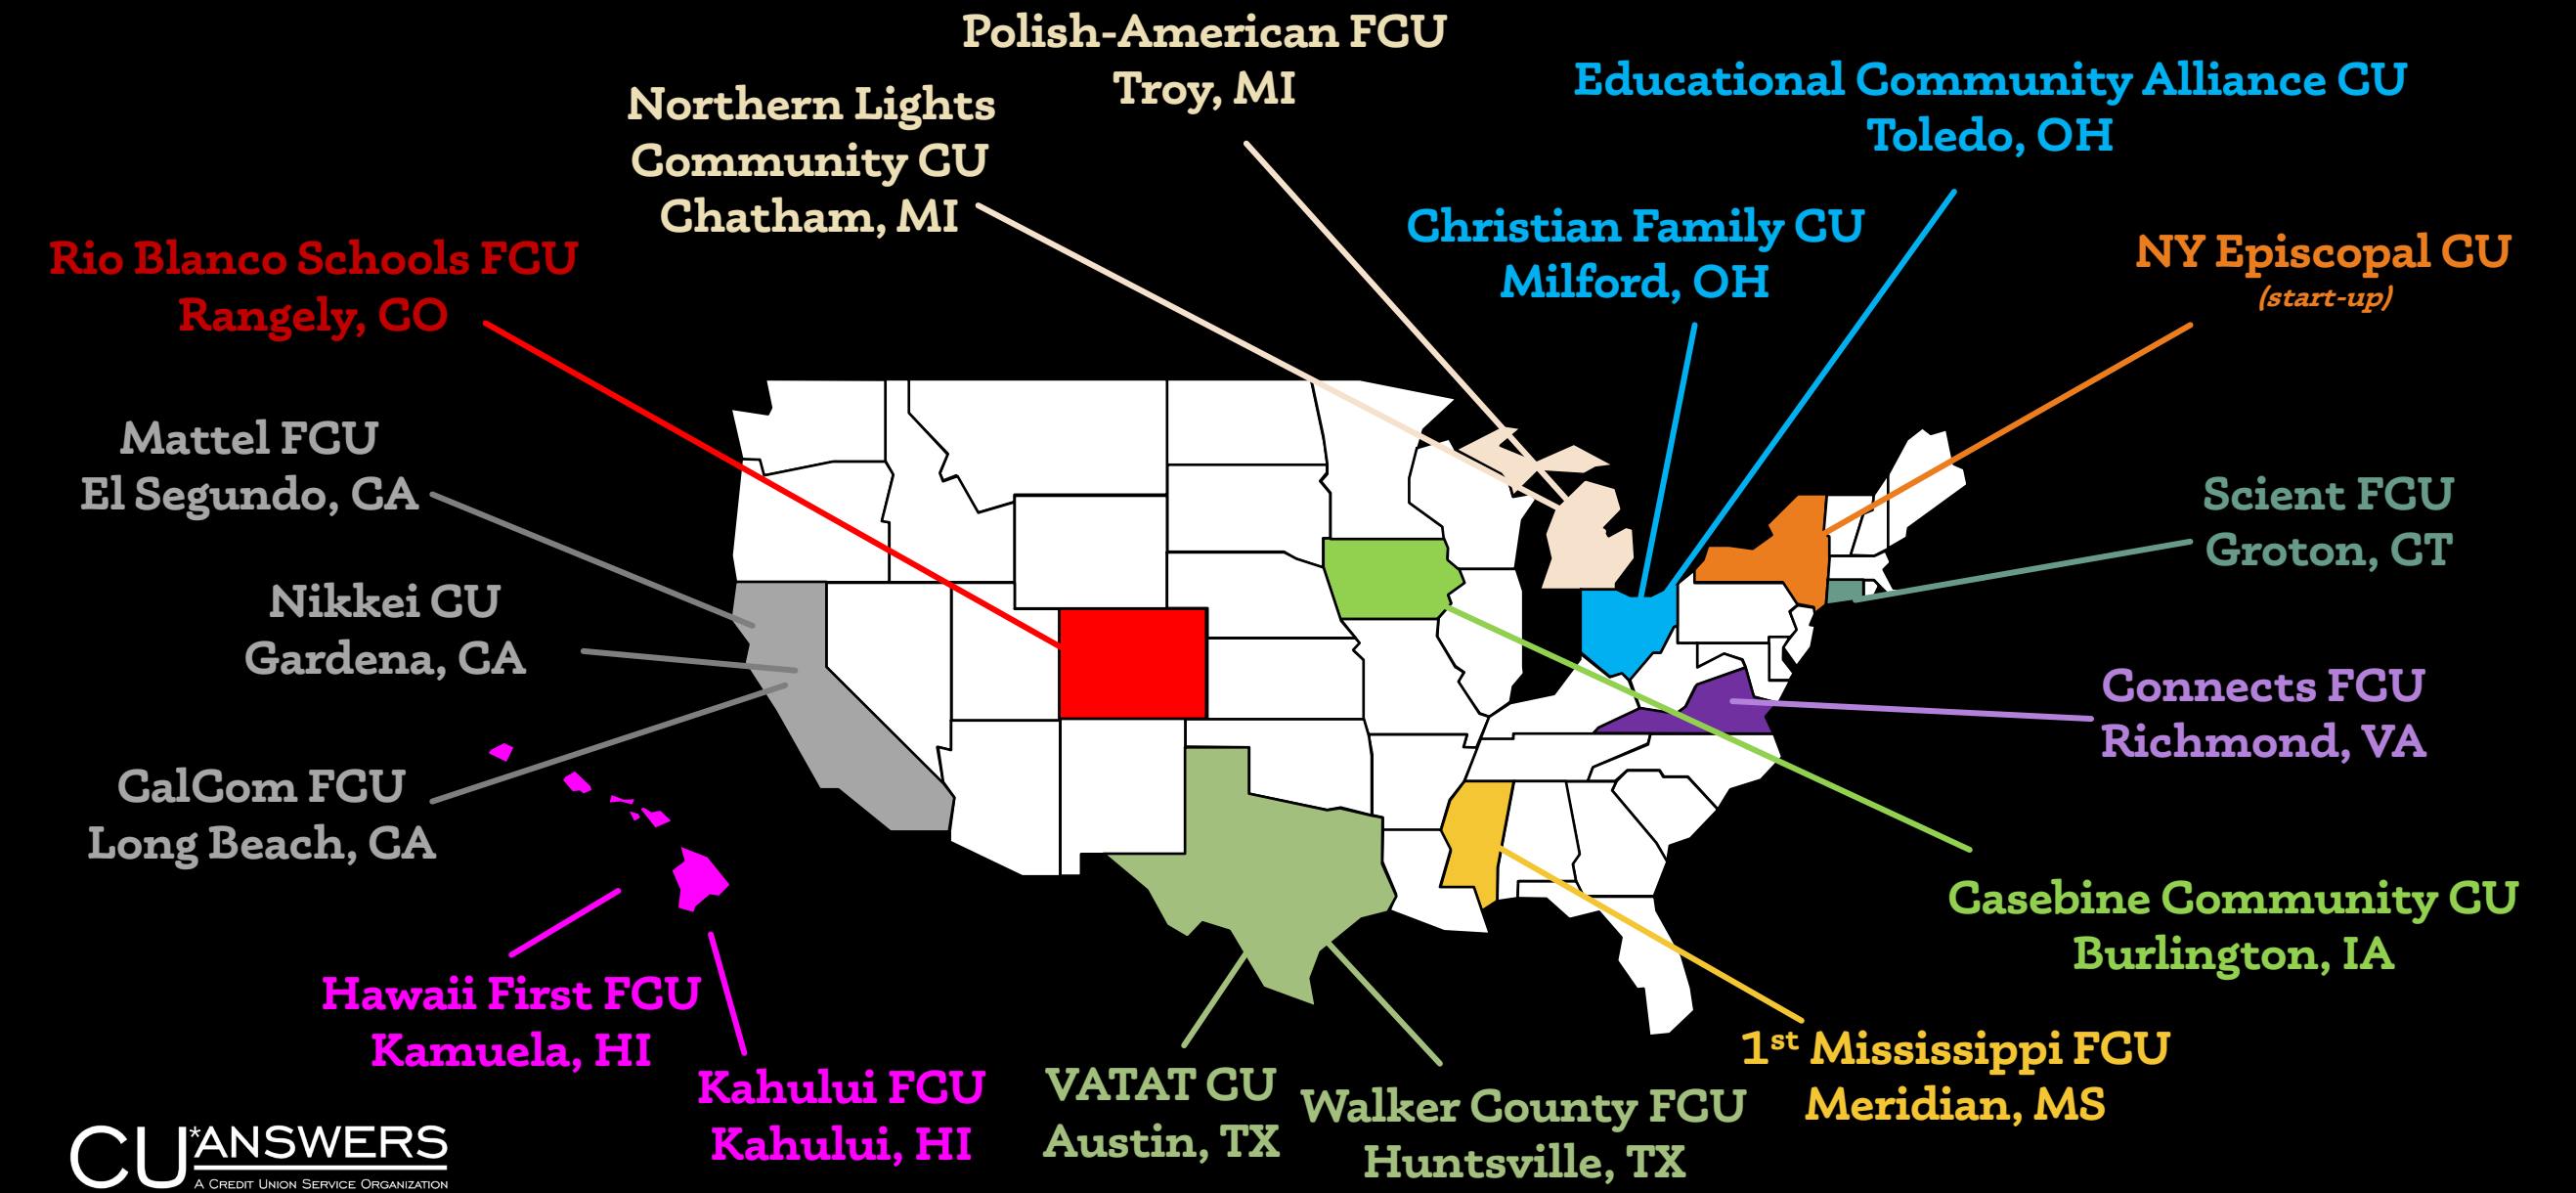 Polish-American FCU
Troy, MI
Northern Lights
Community CU
Chatham, MI
Educational Community Alliance CU
Toledo, OH
Christian Family CU
Milford, OH
Rio Blanco Schools FCU
Rangely, CO
NY Episcopal CU
(start-up)
Mattel FCU
El Segundo, CA
Scient FCU
Groton, CT
Nikkei CU
Gardena, CA
Connects FCU
Richmond, VA
CalCom FCU
Long Beach, CA
Casebine Community CU
Burlington, IA
Hawaii First FCU
Kamuela, HI
Kahului FCU
Kahului, HI
VATAT CU
Austin, TX
Walker County FCU
Huntsville, TX
1st Mississippi FCU
Meridian, MS
CU*ANSWERS
A CREDIT UNION SERVICE ORGANIZATION